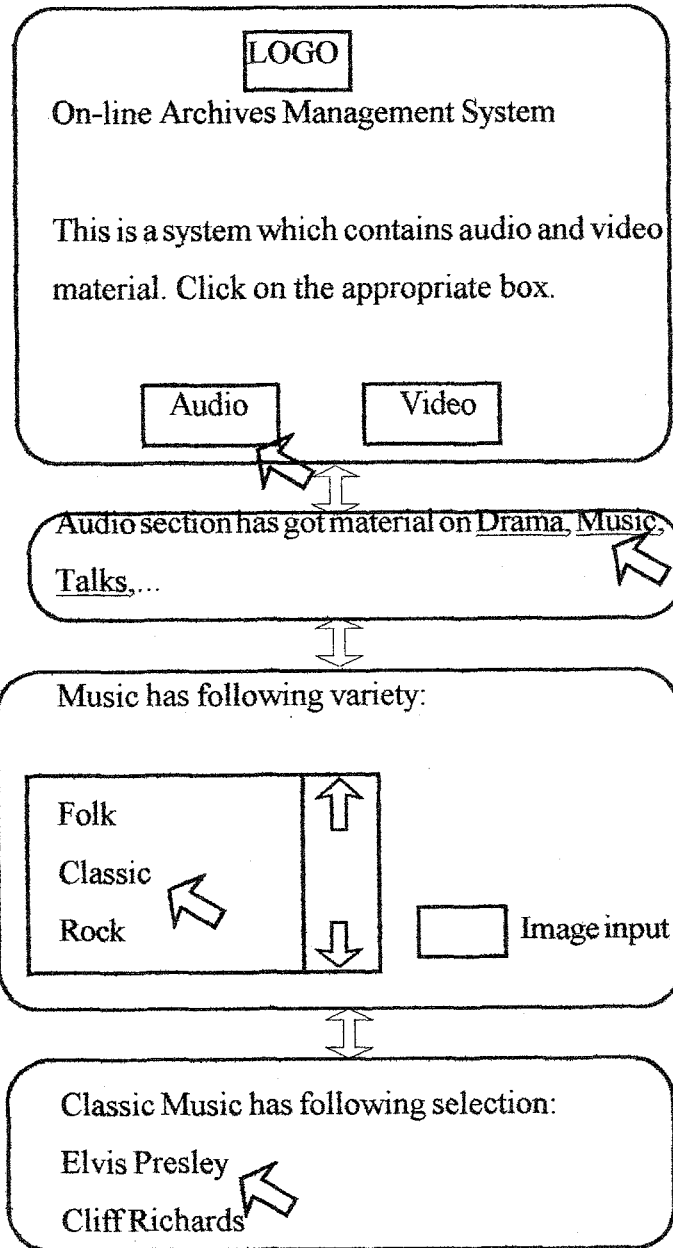 LOGO
On-line Archives Management System
This is a system which contains audio and video
material. Click on the appropriate box.
Audio
Video
Audio section has got material on Drama, Music,
Talks,...
Music has following variety:
Folk
Classic
Rock
Image input
Classic Music has following selection:
Elvis Presley
Cliff Richards